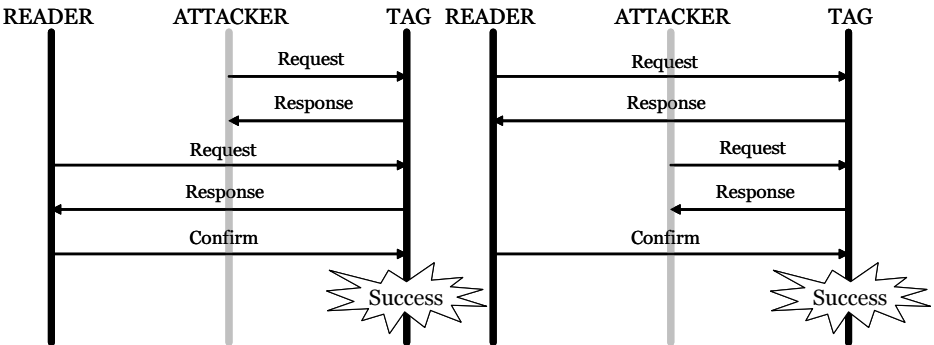 READER ATTACKER TAG READER ATTACKER TAG
Request
Request
Response
Response
Request
Request
Response
Response
Confirm
Confirm
Success
Success